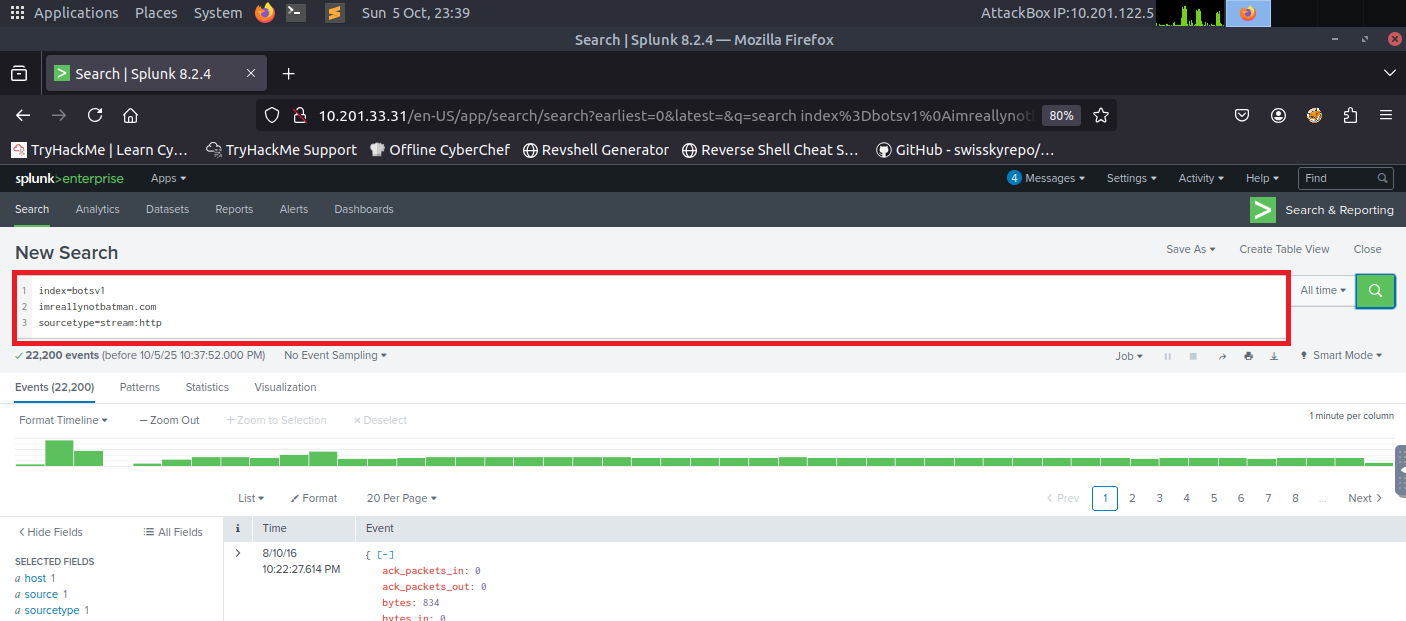 Applications Places System Sun 5 Oct, 23:39 AttackBox IP:10.201.122.5
Search | Splunk 8.2.4 — Mozilla Firefox
Search | Splunk 8.2.4
10.201.33.31/en-US/app/search/search?earliest=0&latest=&q=search index%3Dbotsv1%0Aimreallynotl 80%
TryHackMe | Learn Cy... TryHackMe Support Offline CyberChef Revshell Generator Reverse Shell Cheat S... GitHub - swisskyrepo/...
splunk>enterprise Apps 4 Messages Settings Activity Help Find
Search Analytics Datasets Reports Alerts Dashboards Search & Reporting
New Search Save As Create Table View Close
1 index=botsv1
2 imreallynotbatman.com
3 sourcetype=stream:http
All time
22,200 events (before 10/5/25 10:37:52.000 PM) No Event Sampling Job Smart Mode
Events (22,200) Patterns Statistics Visualization
Format Timeline — Zoom Out + Zoom to Selection × Deselect 1 minute per column
List Format 20 Per Page < Prev 1 2 3 4 5 6 7 8 ... Next >
< Hide Fields All Fields i Time Event
SELECTED FIELDS
a host 1
a source 1
a sourcetype 1
> 8/10/16
10:22:27.614 PM
{ [-]
ack_packets_in: 0
ack_packets_out: 0
bytes: 834
bytes_in: 0